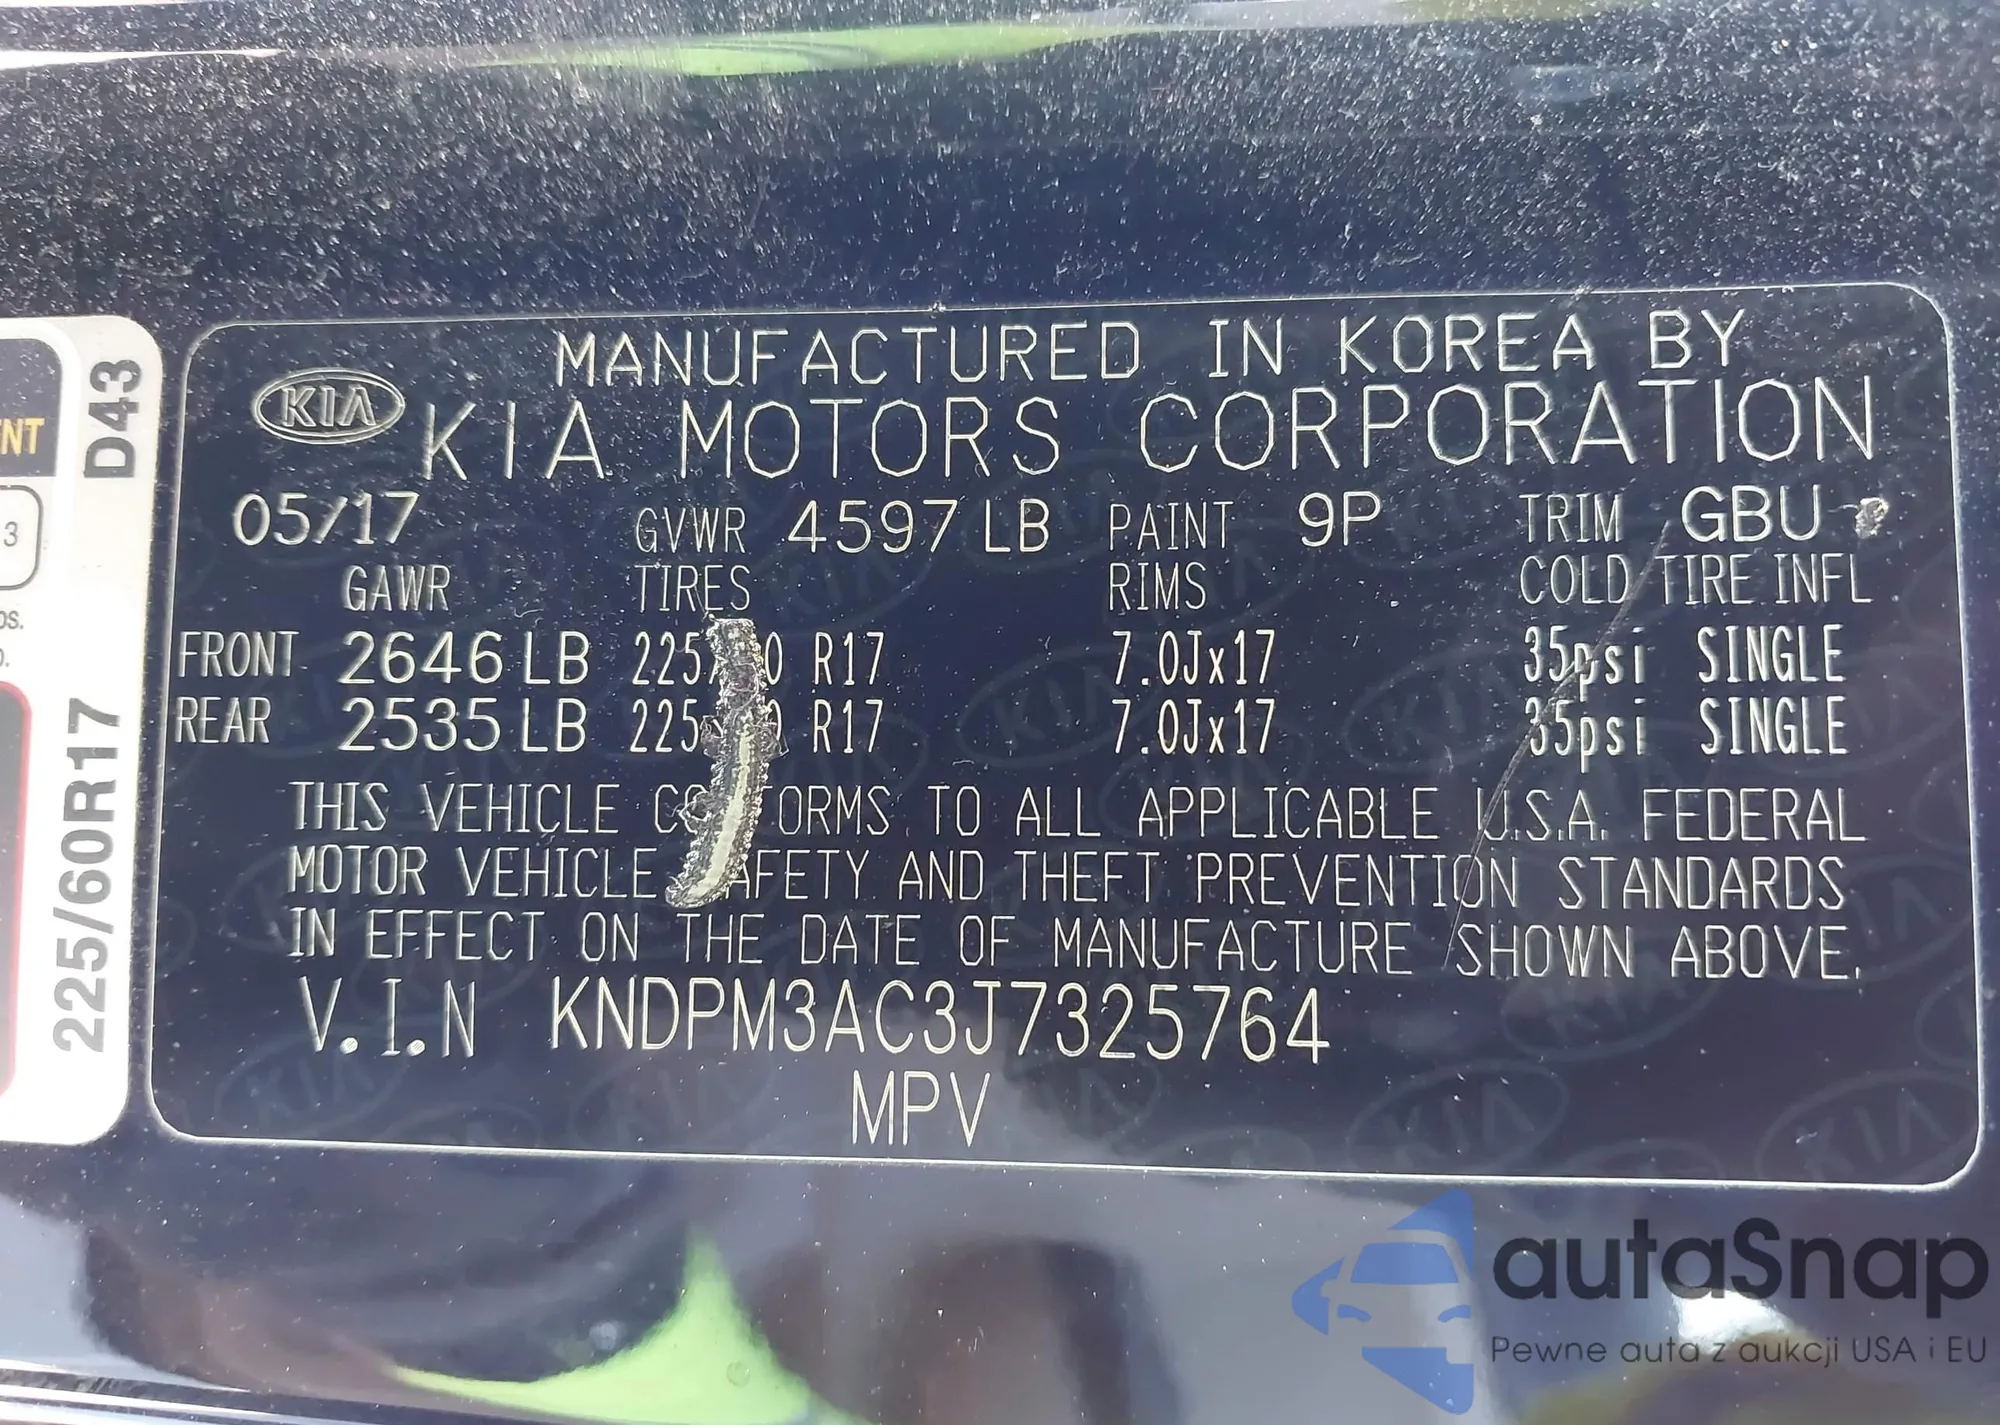 MANUFACTURED IN KOREA BY
KIA KIA MOTORS CORPORATION
05/17 GVWR 4597 LB PAINT 9P TRIM GBU
GAWR TIRES RIMS COLD TIRE INFL
FRONT 2646 LB R17 7.0Jx17 35psi SINGLE
REAR 2535 LB R17 7.0Jx17 35psi SINGLE
THIS VEHICLE TO ALL APPLICABLE U.S.A. FEDERAL
MOTOR VEHICLE AND THEFT PREVENTION STANDARDS
IN EFFECT ON THE DATE OF MANUFACTURE SHOWN ABOVE.
V.I.N KNDPM3AC3J7325764
MPV
D43
225/60R17
3
autaSnap
Pewne auta z aukcji USA i EU